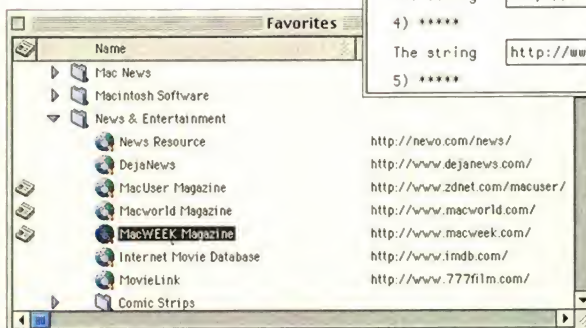 4) *****
The string http://ww
5) *****
Favorites
Name
Mac News
Macintosh Software
News & Entertainment
News Resource http://newo.com/news/
DejaNews http://www.dejanews.com/
MacUser Magazine http://www.zdnet.com/macuser/
Macworld Magazine http://www.macworld.com/
MacWEEK Magazine http://www.macweek.com/
Internet Movie Database http://www.imdb.com/
MovieLink http://www.777film.com/
Comic Strips